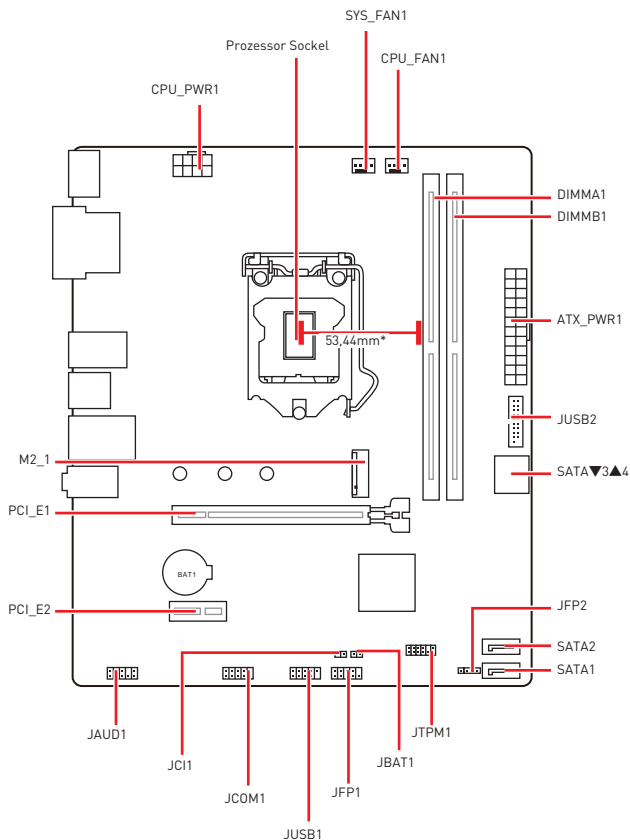 SYS_FAN1
Prozessor Sockel
CPU_FAN1
CPU_PWR1
DIMMA1
DIMMB1
ATX_PWR1
53,44mm*
JUSB2
M2_1
SATA▼3▲4
PCI_E1
BAT1
PCI_E2
JFP2
SATA2
SATA1
JAUD1
JTPM1
JBAT1
JCI1
JFP1
JCOM1
JUSB1